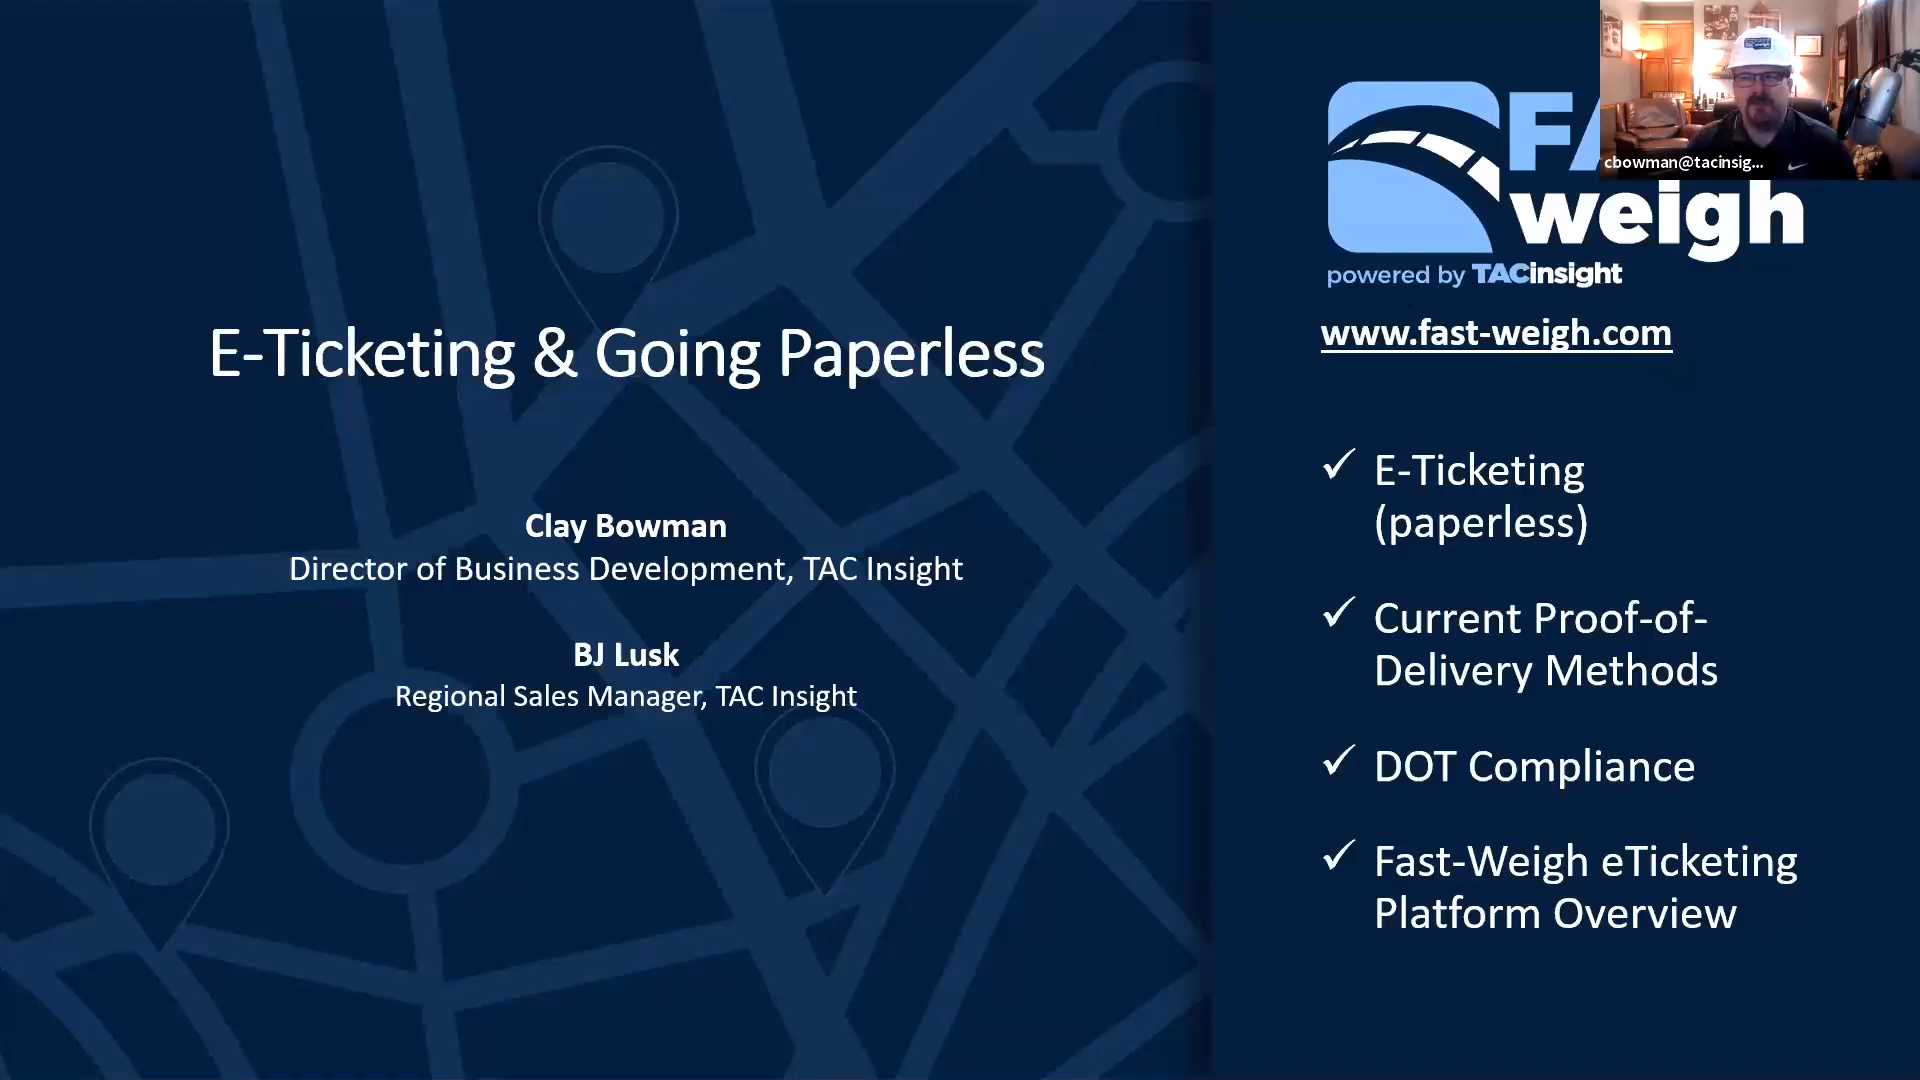 E-Ticketing & Going Paperless
Clay Bowman
Director of Business Development, TAC Insight
BJ Lusk
Regional Sales Manager, TAC Insight
weigh
powered by TACinsight
www.fast-weigh.com
✓ E-Ticketing
(paperless)
✓ Current Proof-of-
Delivery Methods
✓ DOT Compliance
✓ Fast-Weigh eTicketing
Platform Overview
cbowman@tacinsig...